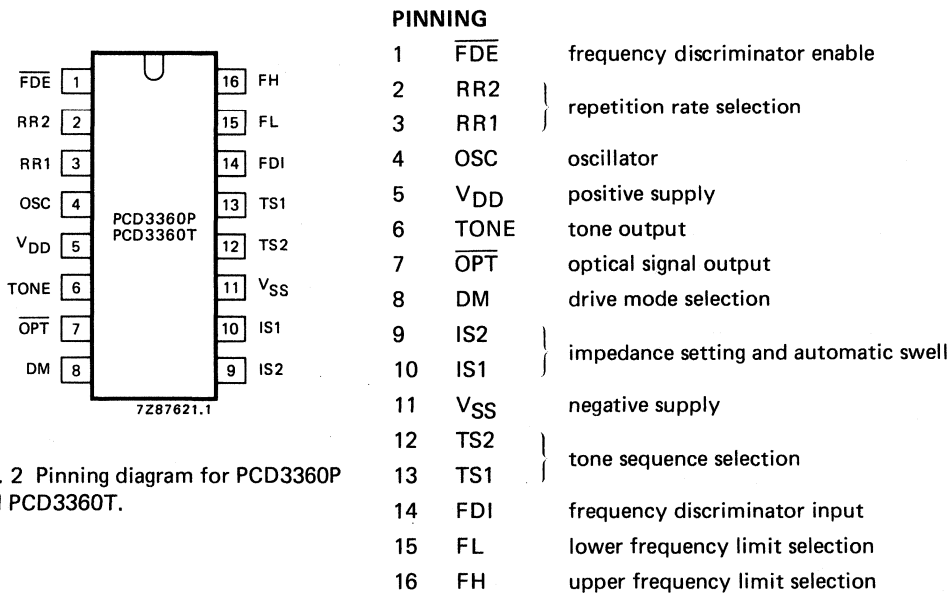 PINNING
F̅D̅E̅ 1 16 FH
RR2 2 15 FL
RR1 3 14 FDI
OSC 4 13 TS1
PCD3360P
PCD3360T
VDD 5 12 TS2
TONE 6 11 VSS
O̅P̅T̅ 7 10 IS1
DM 8 9 IS2
7Z87621.1
. 2 Pinning diagram for PCD3360P
PCD3360T.
1 F̅D̅E̅ frequency discriminator enable
2 RR2
repetition rate selection
3 RR1
4 OSC oscillator
5 VDD positive supply
6 TONE tone output
7 O̅P̅T̅ optical signal output
8 DM drive mode selection
9 IS2
impedance setting and automatic swell
10 IS1
11 VSS negative supply
12 TS2
tone sequence selection
13 TS1
14 FDI frequency discriminator input
15 FL lower frequency limit selection
16 FH upper frequency limit selection